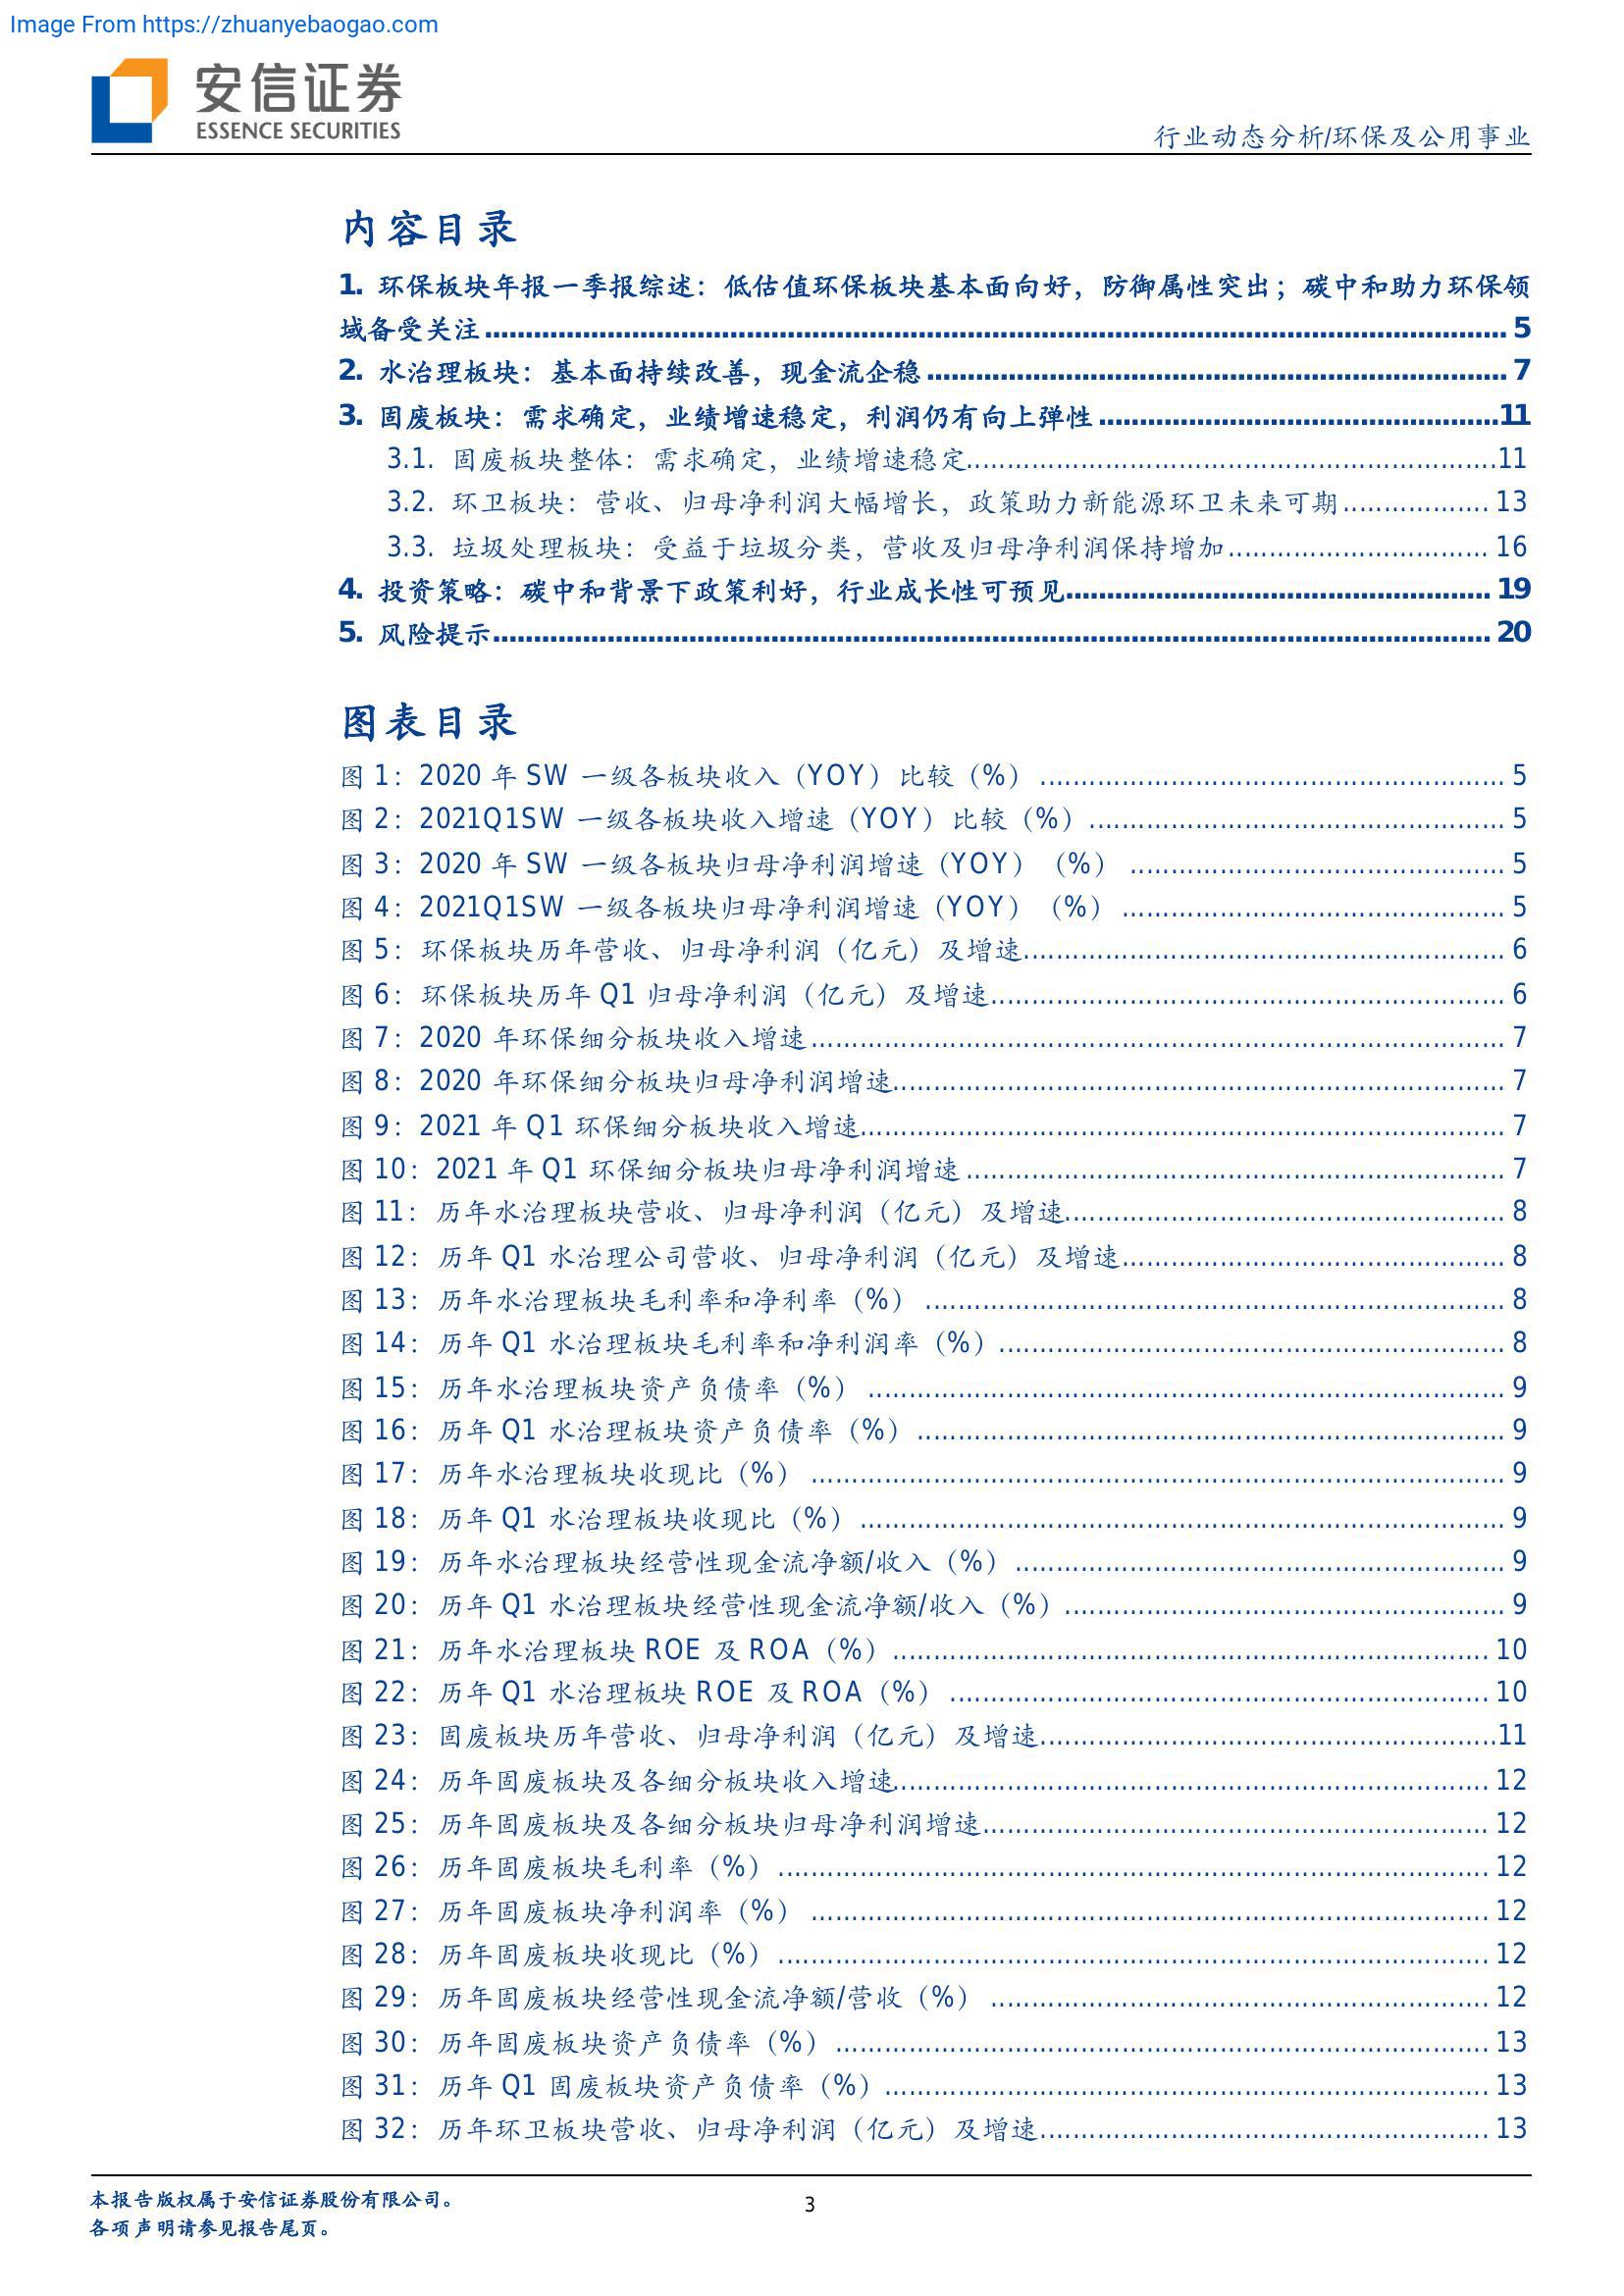 Image From https://zhuanyebaogao.com
安信证券
ESSENCE SECURITIES
行业动态分析/环保及公用事业
内容目录
1. 环保板块年报一季报综述：低估值环保板块基本面向好，防御属性突出；碳中和助力环保领
域备受关注 5
2. 水治理板块：基本面持续改善，现金流企稳 7
3. 固废板块：需求确定，业绩增速稳定，利润仍有向上弹性 11
3.1. 固废板块整体：需求确定，业绩增速稳定 11
3.2. 环卫板块：营收、归母净利润大幅增长，政策助力新能源环卫未来可期 13
3.3. 垃圾处理板块：受益于垃圾分类，营收及归母净利润保持增加 16
4. 投资策略：碳中和背景下政策利好，行业成长性可预见 19
5. 风险提示 20
图表目录
图 1：2020 年 SW 一级各板块收入（YOY）比较（%） 5
图 2：2021Q1SW 一级各板块收入增速（YOY）比较（%） 5
图 3：2020 年 SW 一级各板块归母净利润增速（YOY）（%） 5
图 4：2021Q1SW 一级各板块归母净利润增速（YOY）（%） 5
图 5：环保板块历年营收、归母净利润（亿元）及增速 6
图 6：环保板块历年 Q1 归母净利润（亿元）及增速 6
图 7：2020 年环保细分板块收入增速 7
图 8：2020 年环保细分板块归母净利润增速 7
图 9：2021 年 Q1 环保细分板块收入增速 7
图 10：2021 年 Q1 环保细分板块归母净利润增速 7
图 11：历年水治理板块营收、归母净利润（亿元）及增速 8
图 12：历年 Q1 水治理公司营收、归母净利润（亿元）及增速 8
图 13：历年水治理板块毛利率和净利率（%） 8
图 14：历年 Q1 水治理板块毛利率和净利润率（%） 8
图 15：历年水治理板块资产负债率（%） 9
图 16：历年 Q1 水治理板块资产负债率（%） 9
图 17：历年水治理板块收现比（%） 9
图 18：历年 Q1 水治理板块收现比（%） 9
图 19：历年水治理板块经营性现金流净额/收入（%） 9
图 20：历年 Q1 水治理板块经营性现金流净额/收入（%） 9
图 21：历年水治理板块 ROE 及 ROA（%） 10
图 22：历年 Q1 水治理板块 ROE 及 ROA（%） 10
图 23：固废板块历年营收、归母净利润（亿元）及增速 11
图 24：历年固废板块及各细分板块收入增速 12
图 25：历年固废板块及各细分板块归母净利润增速 12
图 26：历年固废板块毛利率（%） 12
图 27：历年固废板块净利润率（%） 12
图 28：历年固废板块收现比（%） 12
图 29：历年固废板块经营性现金流净额/营收（%） 12
图 30：历年固废板块资产负债率（%） 13
图 31：历年 Q1 固废板块资产负债率（%） 13
图 32：历年环卫板块营收、归母净利润（亿元）及增速 13
本报告版权属于安信证券股份有限公司。
各项声明请参见报告尾页。
3